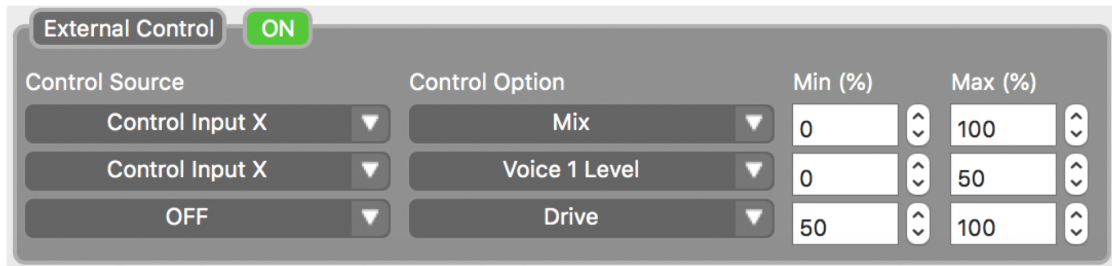 External Control ON
Control Source Control Option Min (%) Max (%)
Control Input X Mix 0 100
Control Input X Voice 1 Level 0 50
OFF Drive 50 100